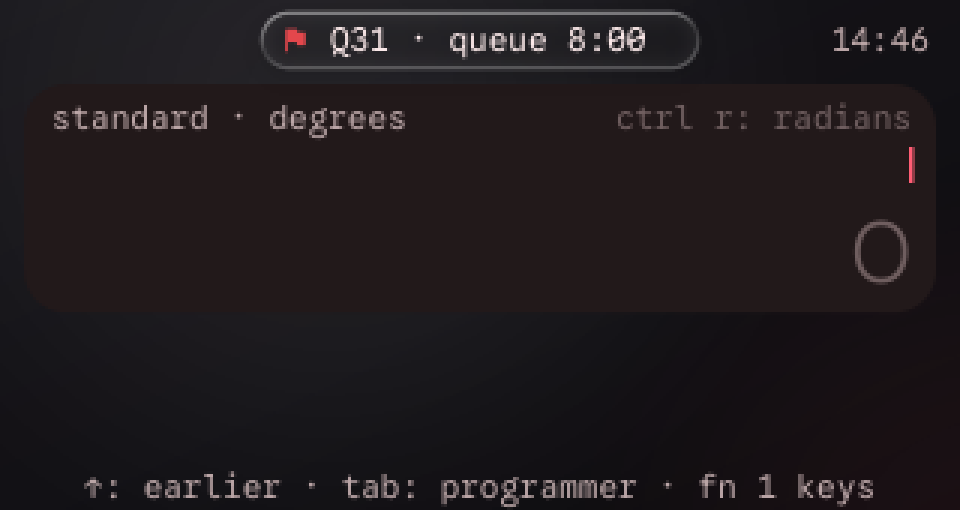 Q31 · queue 8:00
14:46
standard · degrees
ctrl r: radians
0
↑: earlier · tab: programmer · fn 1 keys